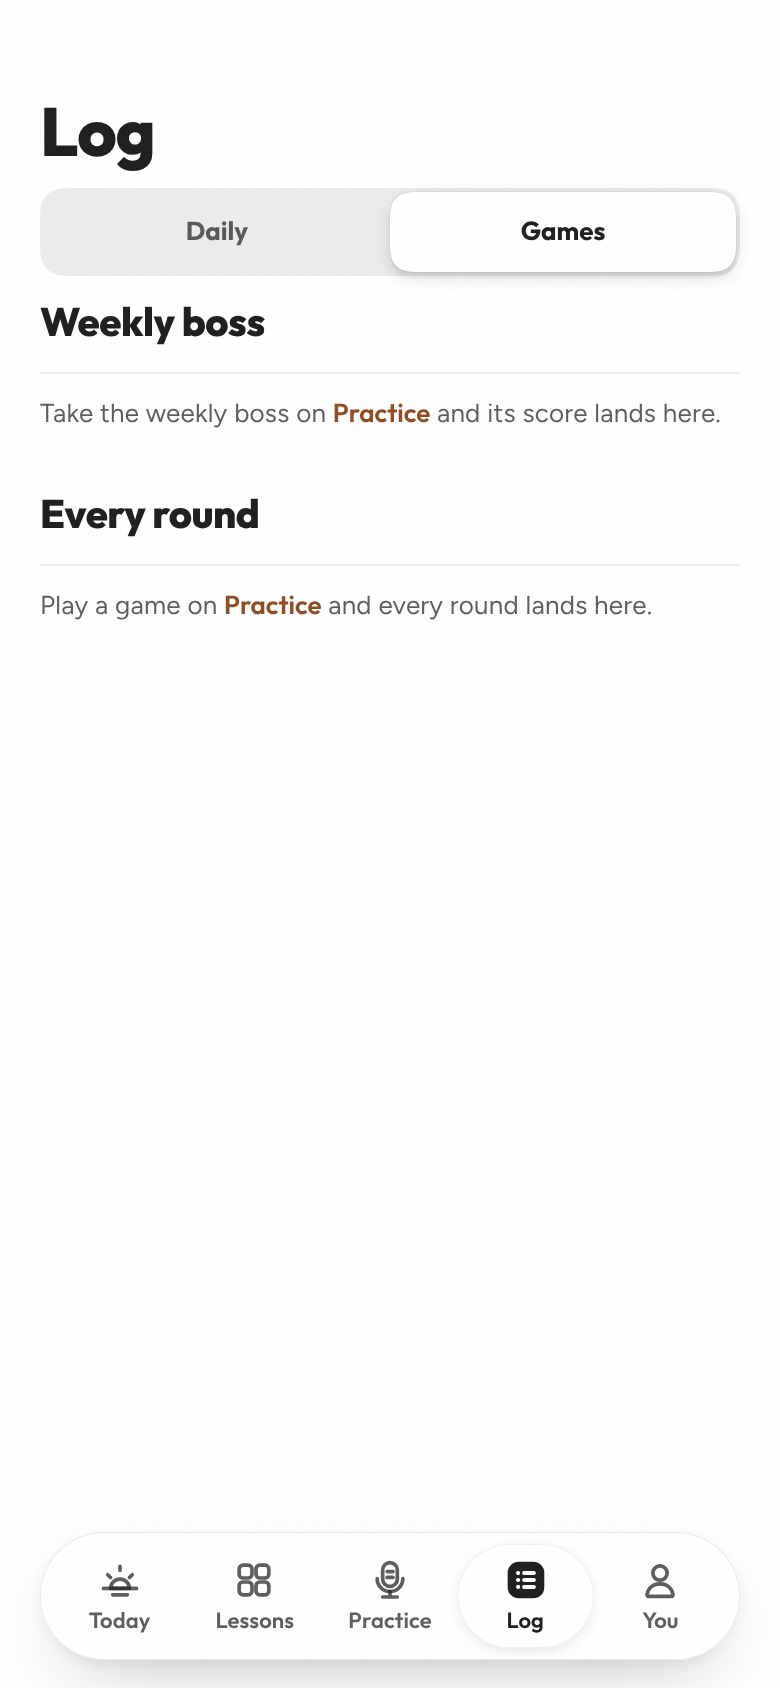 Log
Daily
Games
Weekly boss
Take the weekly boss on Practice and its score lands here.
Every round
Play a game on Practice and every round lands here.
Today
Lessons
Practice
Log
You